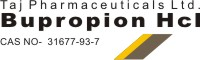 Taj Pharmaceuticals Ltd.
Bupropion Hcl
CAS NO- 31677-93-7